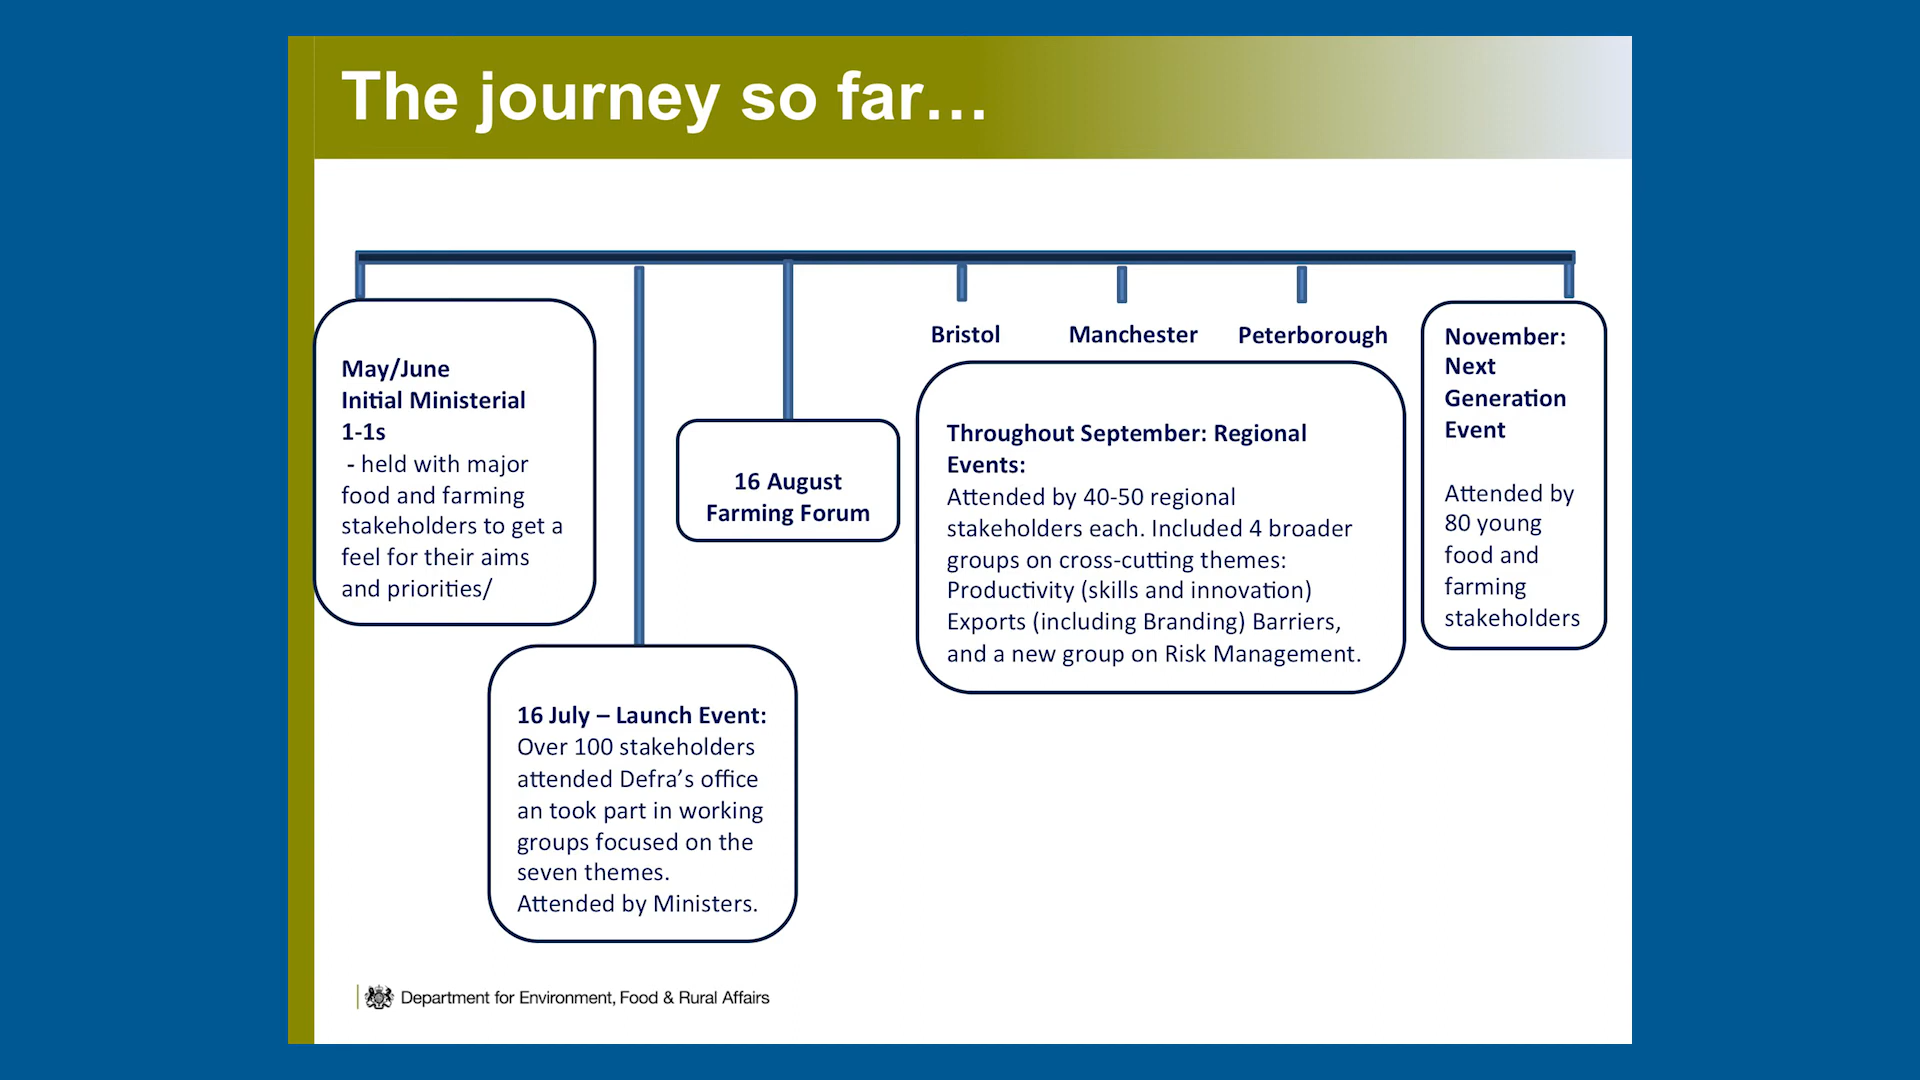 The journey so far...
May/June
Initial Ministerial
1-1s
- held with major
food and farming
stakeholders to get a
feel for their aims
and priorities/
16 July – Launch Event:
Over 100 stakeholders
attended Defra’s office
an took part in working
groups focused on the
seven themes.
Attended by Ministers.
16 August
Farming Forum
Bristol
Manchester
Peterborough
Throughout September: Regional
Events:
Attended by 40-50 regional
stakeholders each. Included 4 broader
groups on cross-cutting themes:
Productivity (skills and innovation)
Exports (including Branding) Barriers,
and a new group on Risk Management.
November:
Next
Generation
Event
Attended by
80 young
food and
farming
stakeholders
Department for Environment, Food & Rural Affairs